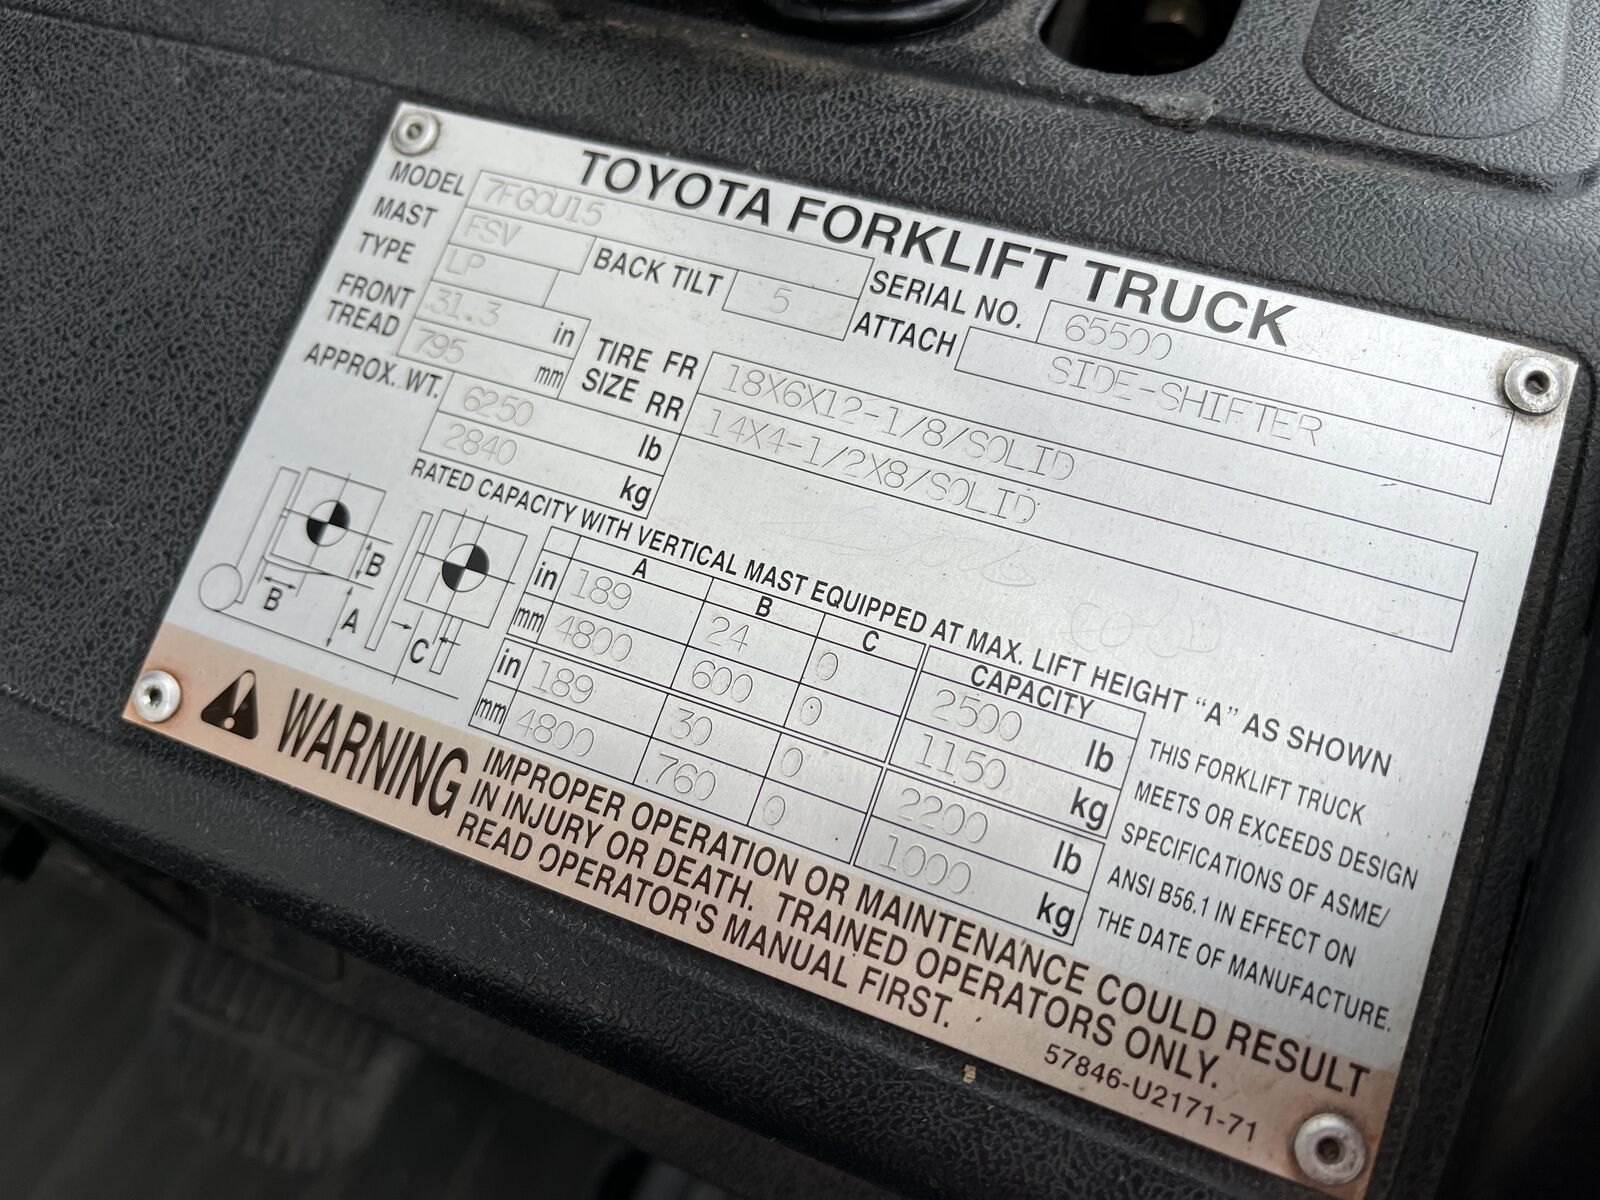 TOYOTA FORKLIFT TRUCK
MODEL 7FGCU15 SERIAL NO. 65500
MAST FSV BACK TILT 5 ATTACH SIDE-SHIFTER
TYPE LP
FRONT TREAD 31.3 in 795 mm
TIRE SIZE FR 18X6X12-1/8/SOLID
RR 14X4-1/2X8/SOLID
APPROX. WT. 6250 lb
2840 kg
RATED CAPACITY WITH VERTICAL MAST EQUIPPED AT MAX. LIFT HEIGHT "A" AS SHOWN
B B A C
A B C CAPACITY
in 189 24 0 2500 lb
mm 4800 600 0 1150 kg
in 189 30 0 2200 lb
mm 4800 760 0 1000 kg
THIS FORKLIFT TRUCK
MEETS OR EXCEEDS DESIGN
SPECIFICATIONS OF ASME/
ANSI B56.1 IN EFFECT ON
THE DATE OF MANUFACTURE.
WARNING
IMPROPER OPERATION OR MAINTENANCE COULD RESULT
IN INJURY OR DEATH. TRAINED OPERATORS ONLY.
READ OPERATOR'S MANUAL FIRST.
57846-U2171-71